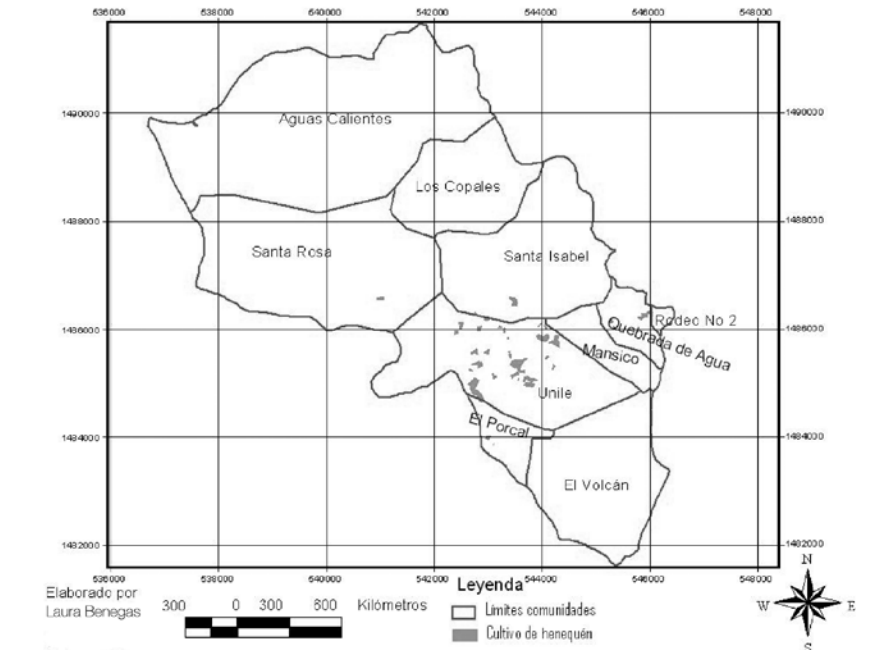 536000 538000 540000 542000 544000 546000 548000
1490000 1490000
Aguas Calientes
Los Copales
1488000 1488000
Santa Rosa
Santa Isabel
Rodeo No 2
1486000 1486000
Quebrada de Agua
Mansico
Unile
El Porcal
1484000 1484000
El Volcán
1482000 1482000
536000 538000 540000 542000 544000 546000 548000
Elaborado por
Laura Benegas
300 0 300 600 Kilómetros
Leyenda
Límites comunidades
Cultivo de henequén
N
W E
S